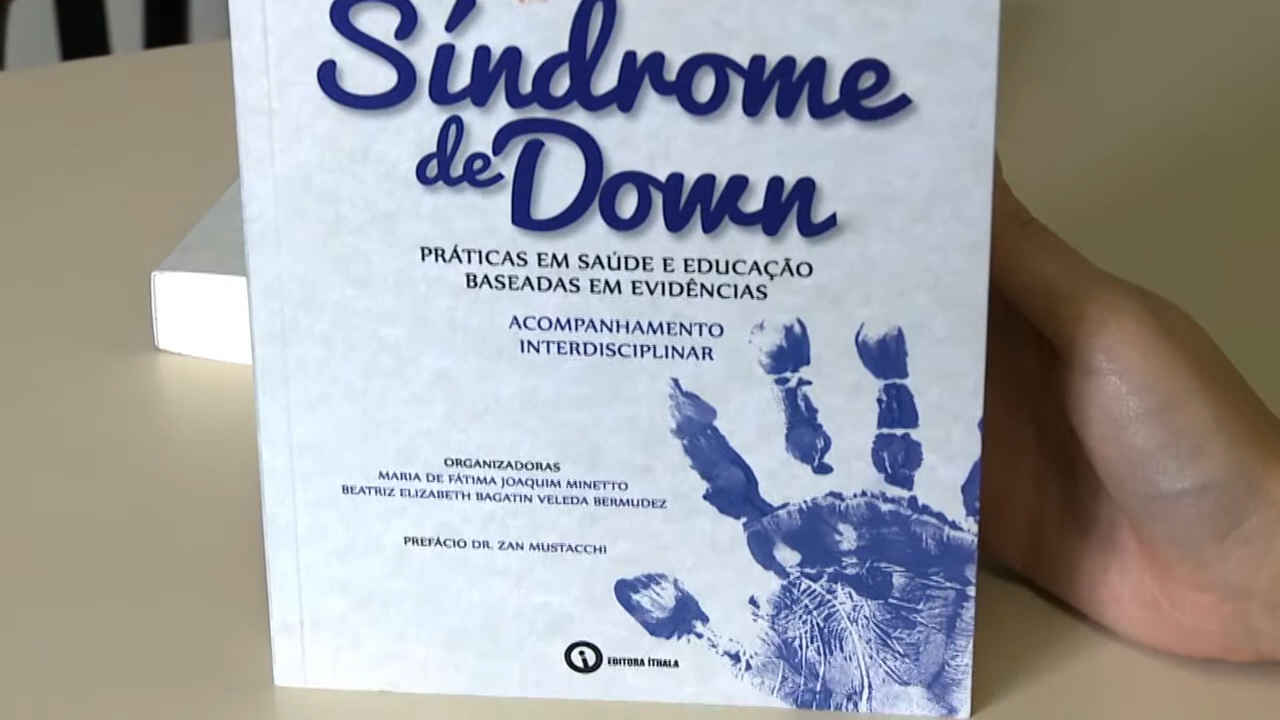 Síndrome
de Down
PRÁTICAS EM SAÚDE E EDUCAÇÃO
BASEADAS EM EVIDÊNCIAS
ACOMPANHAMENTO
INTERDISCIPLINAR
ORGANIZADORAS
MARIA DE FÁTIMA JOAQUIM MINETTO
BEATRIZ ELIZABETH BAGATIN VELEDA BERMUDEZ
PREFÁCIO DR. ZAN MUSTACCHI
i EDITORA ÍTHALA